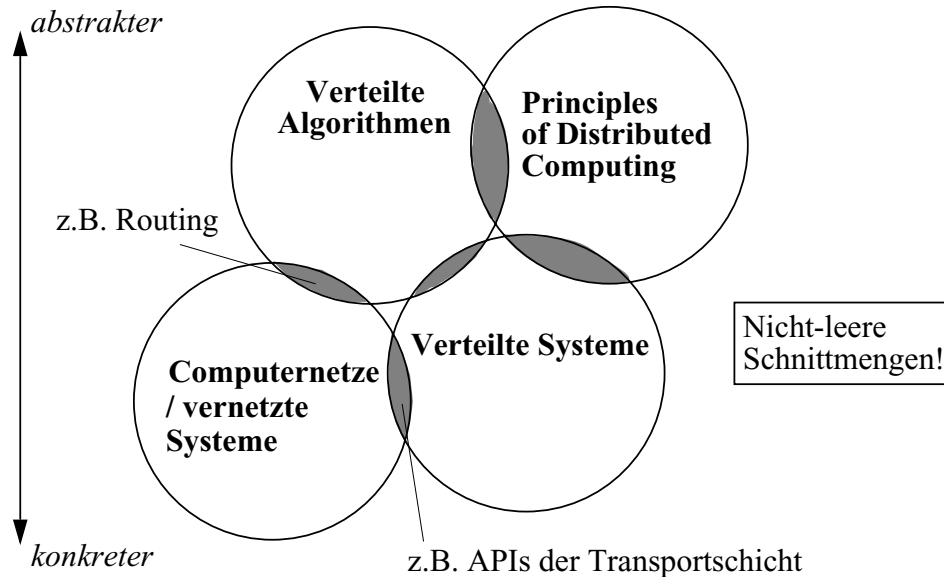 abstrakter
Verteilte
Algorithmen
Principles
of Distributed
Computing
z.B. Routing
Computernetze
/ vernetzte
Systeme
Verteilte Systeme
Nicht-leere
Schnittmengen!
konkreter
z.B. APIs der Transportschicht